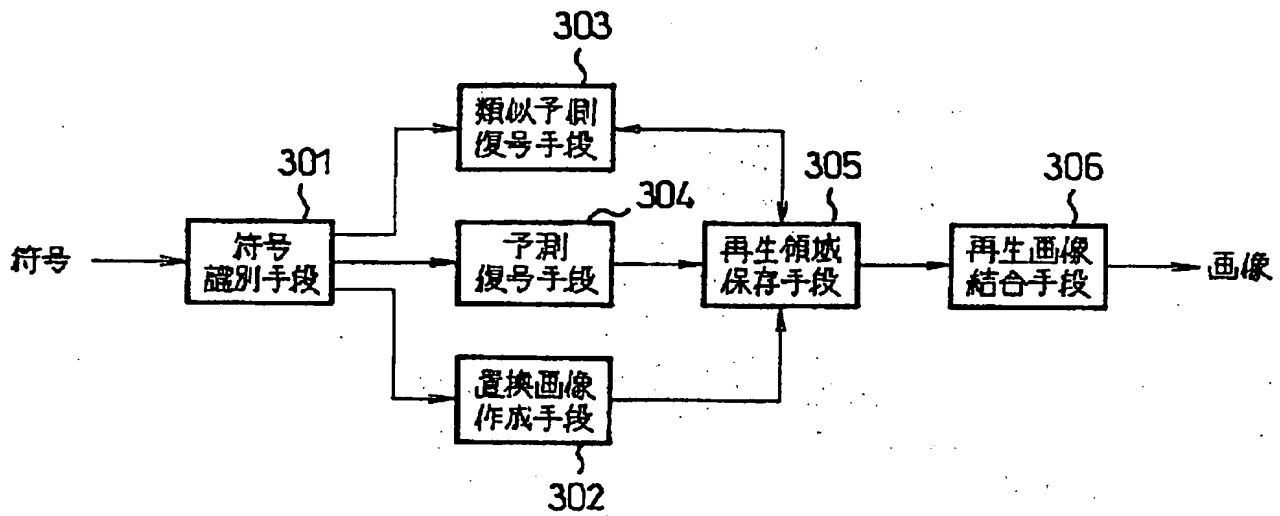 303
類似予測
復号手段
301
符号
識別手段
符号
304
予測
復号手段
305
再生領域
保存手段
306
再生画像
結合手段
画像
置換画像
作成手段
302